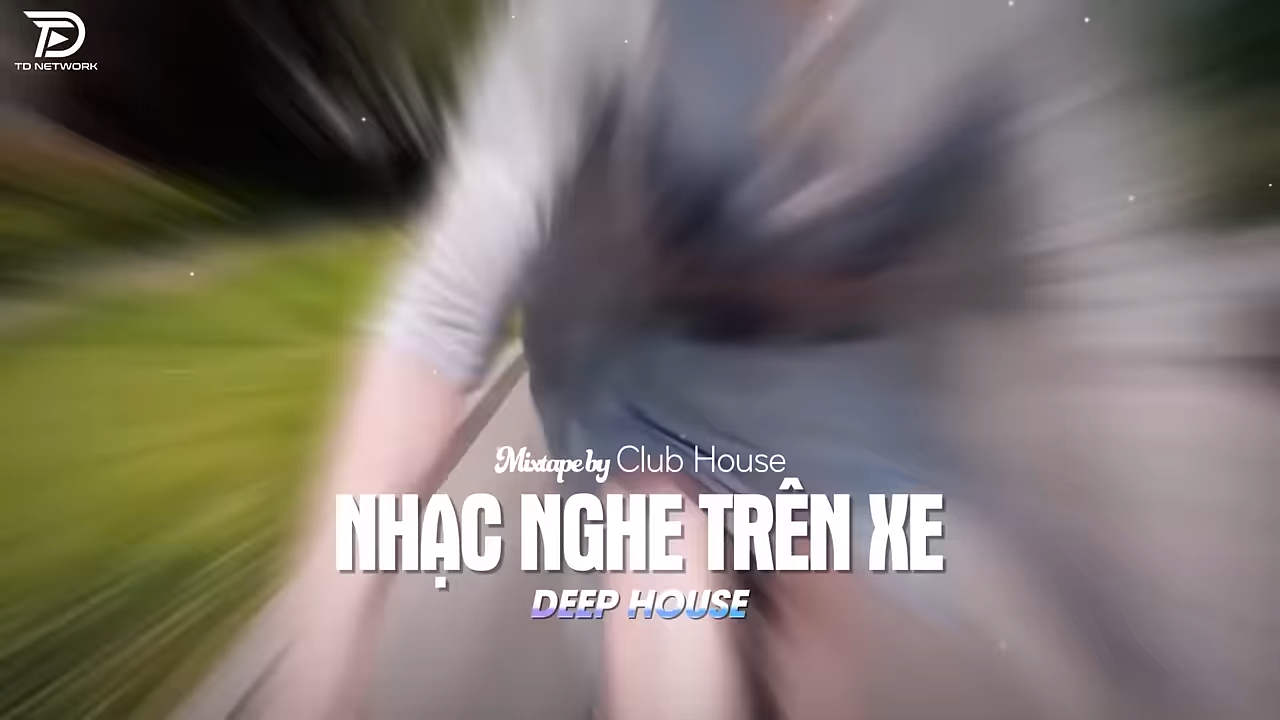 TD NETWORK
Mixtape by Club House
NHẠC NGHE TRÊN XE
DEEP HOUSE